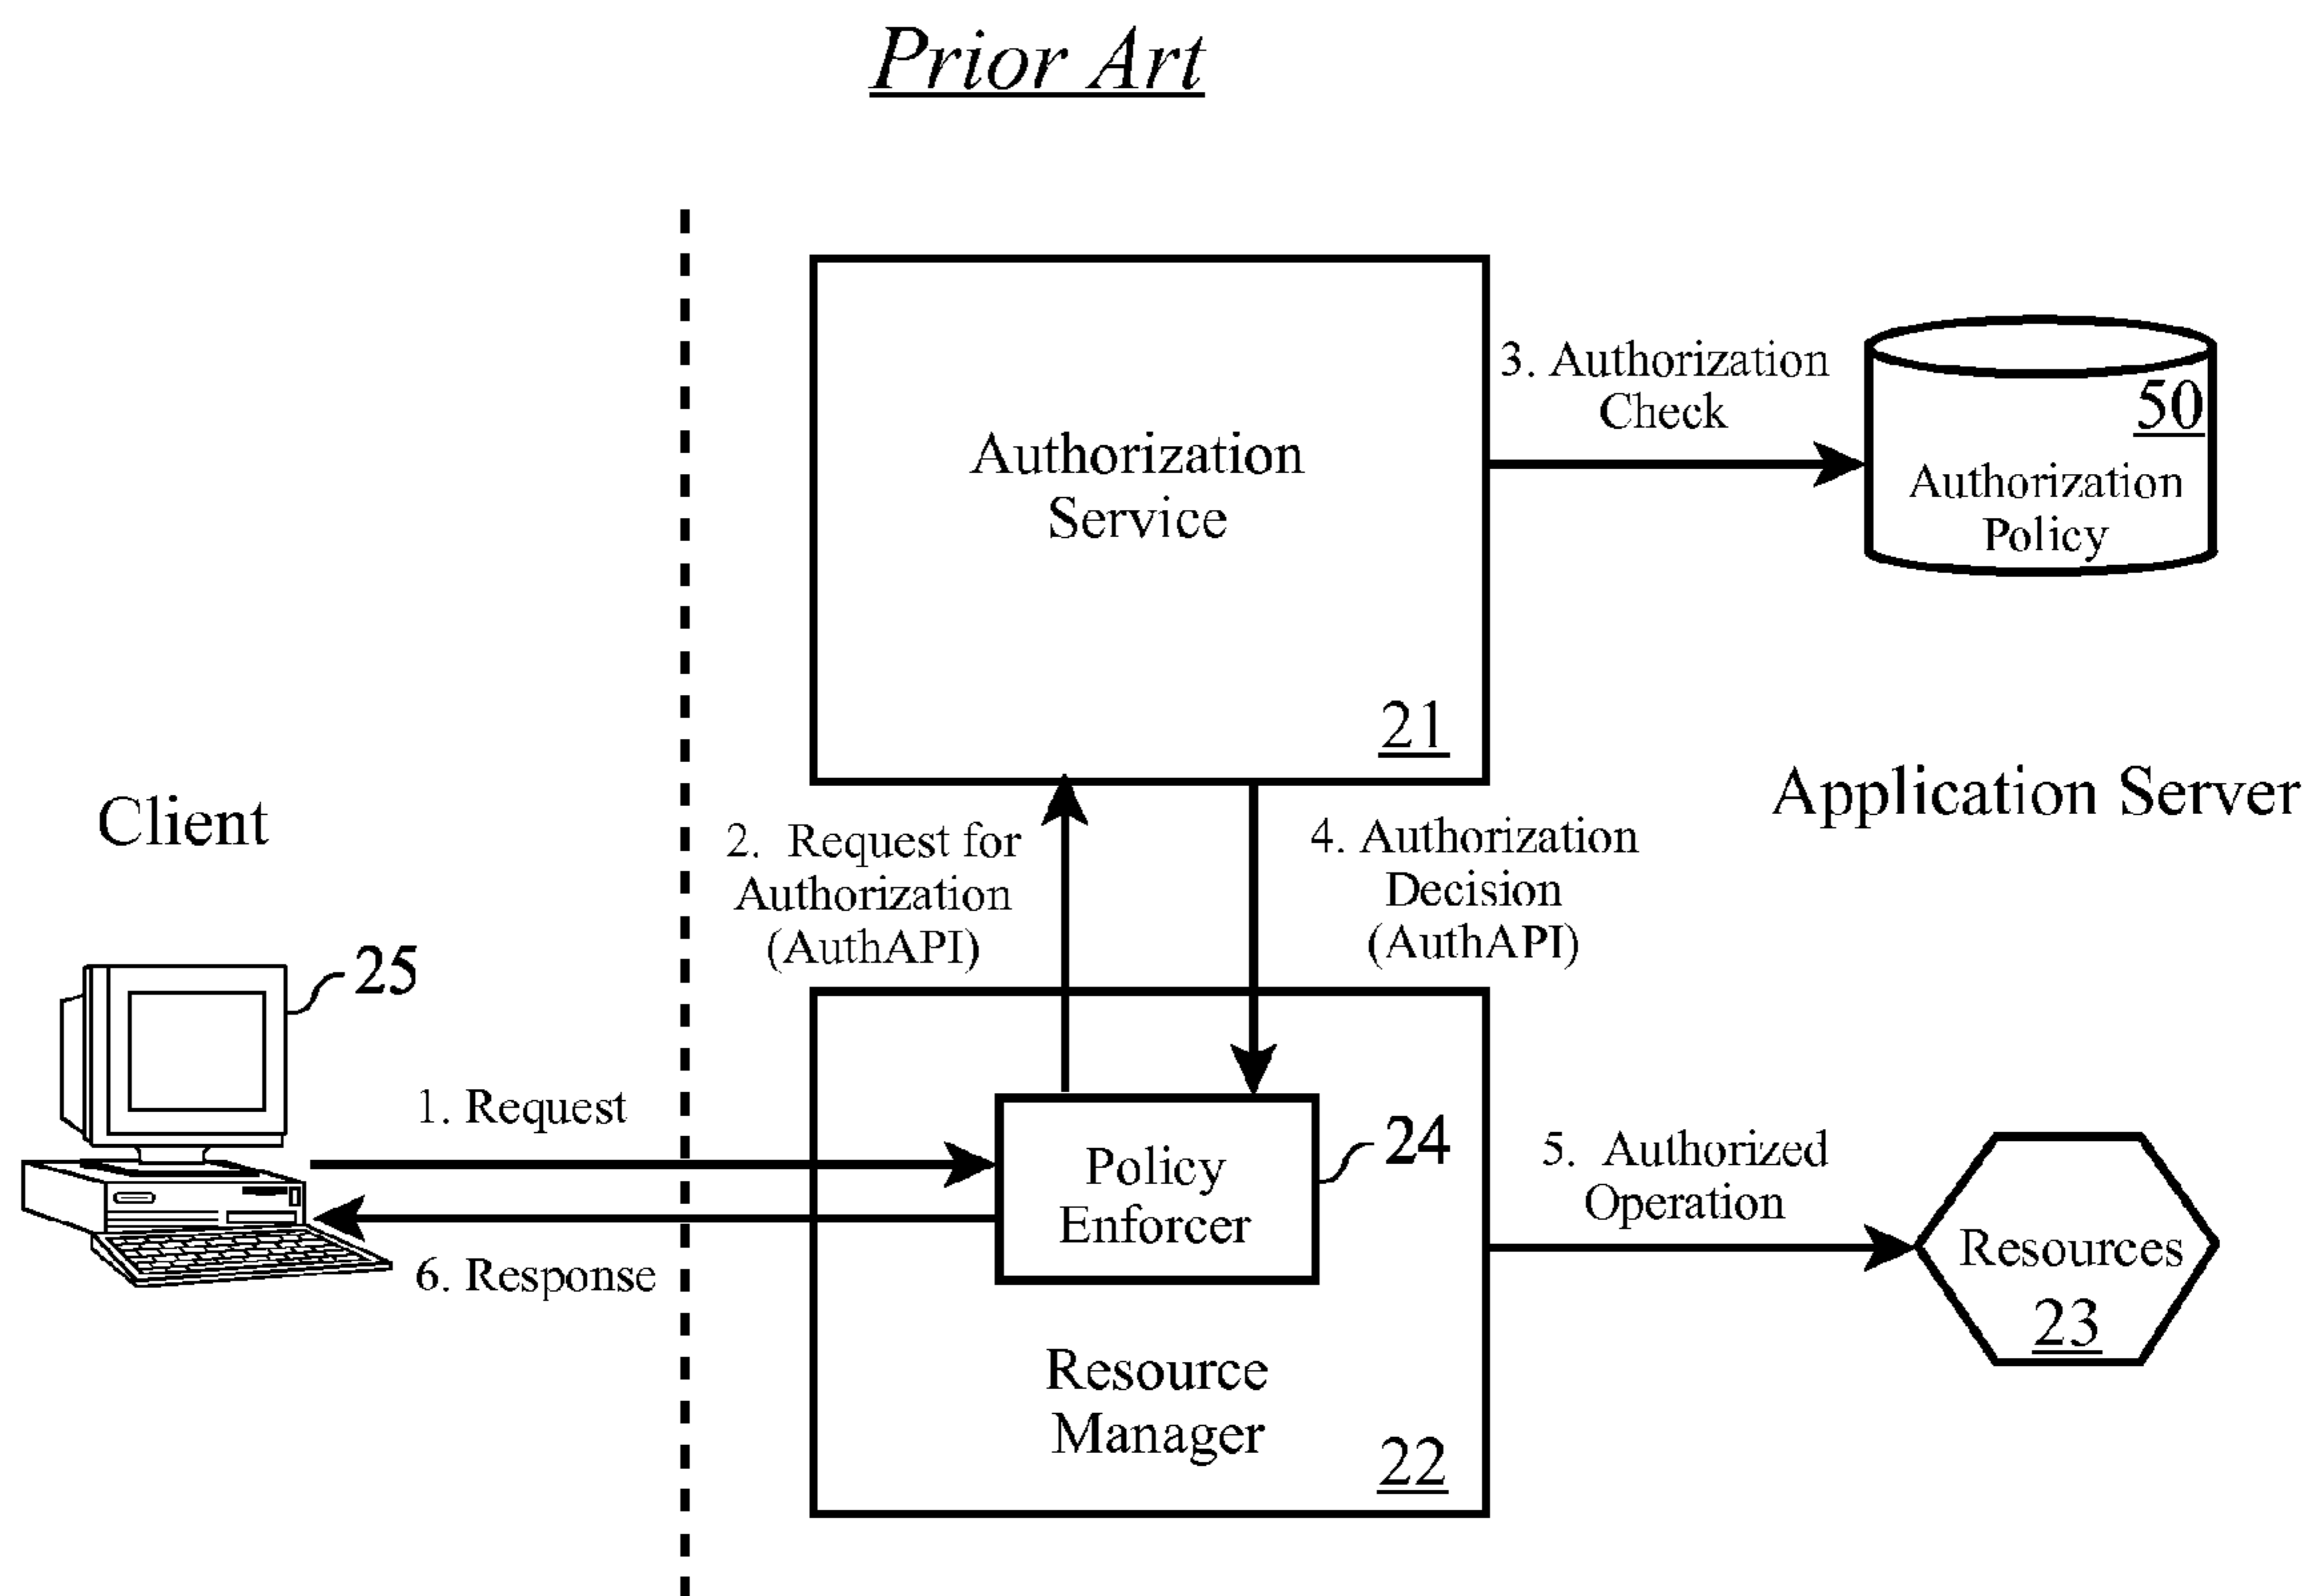 Prior Art
Authorization
Service
21
3. Authorization
Check
50
Authorization
Policy
Client
Application Server
2. Request for
Authorization
(AuthAPI)
4. Authorization
Decision
(AuthAPI)
25
1. Request
6. Response
Policy
Enforcer
24
Resource
Manager
22
5. Authorized
Operation
Resources
23